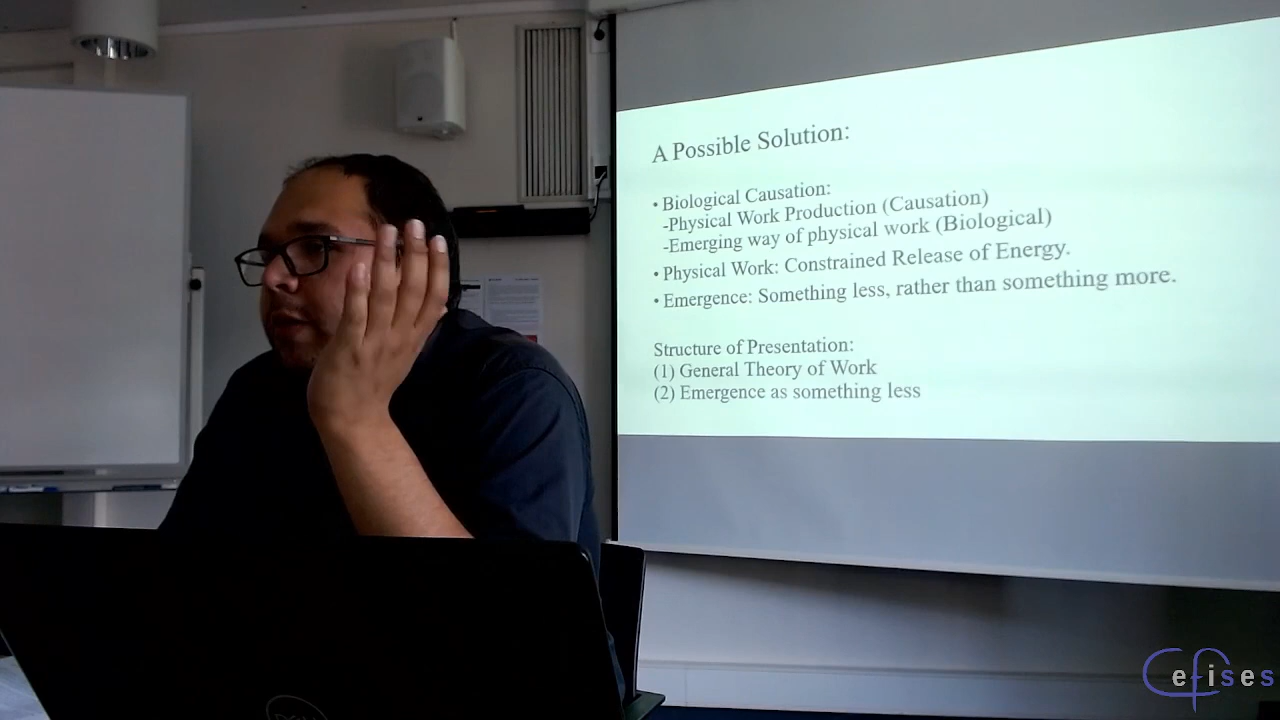 A Possible Solution:
• Biological Causation:
-Physical Work Production (Causation)
-Emerging way of physical work (Biological)
• Physical Work: Constrained Release of Energy.
• Emergence: Something less, rather than something more.
Structure of Presentation:
(1) General Theory of Work
(2) Emergence as something less
DELL
Cefises